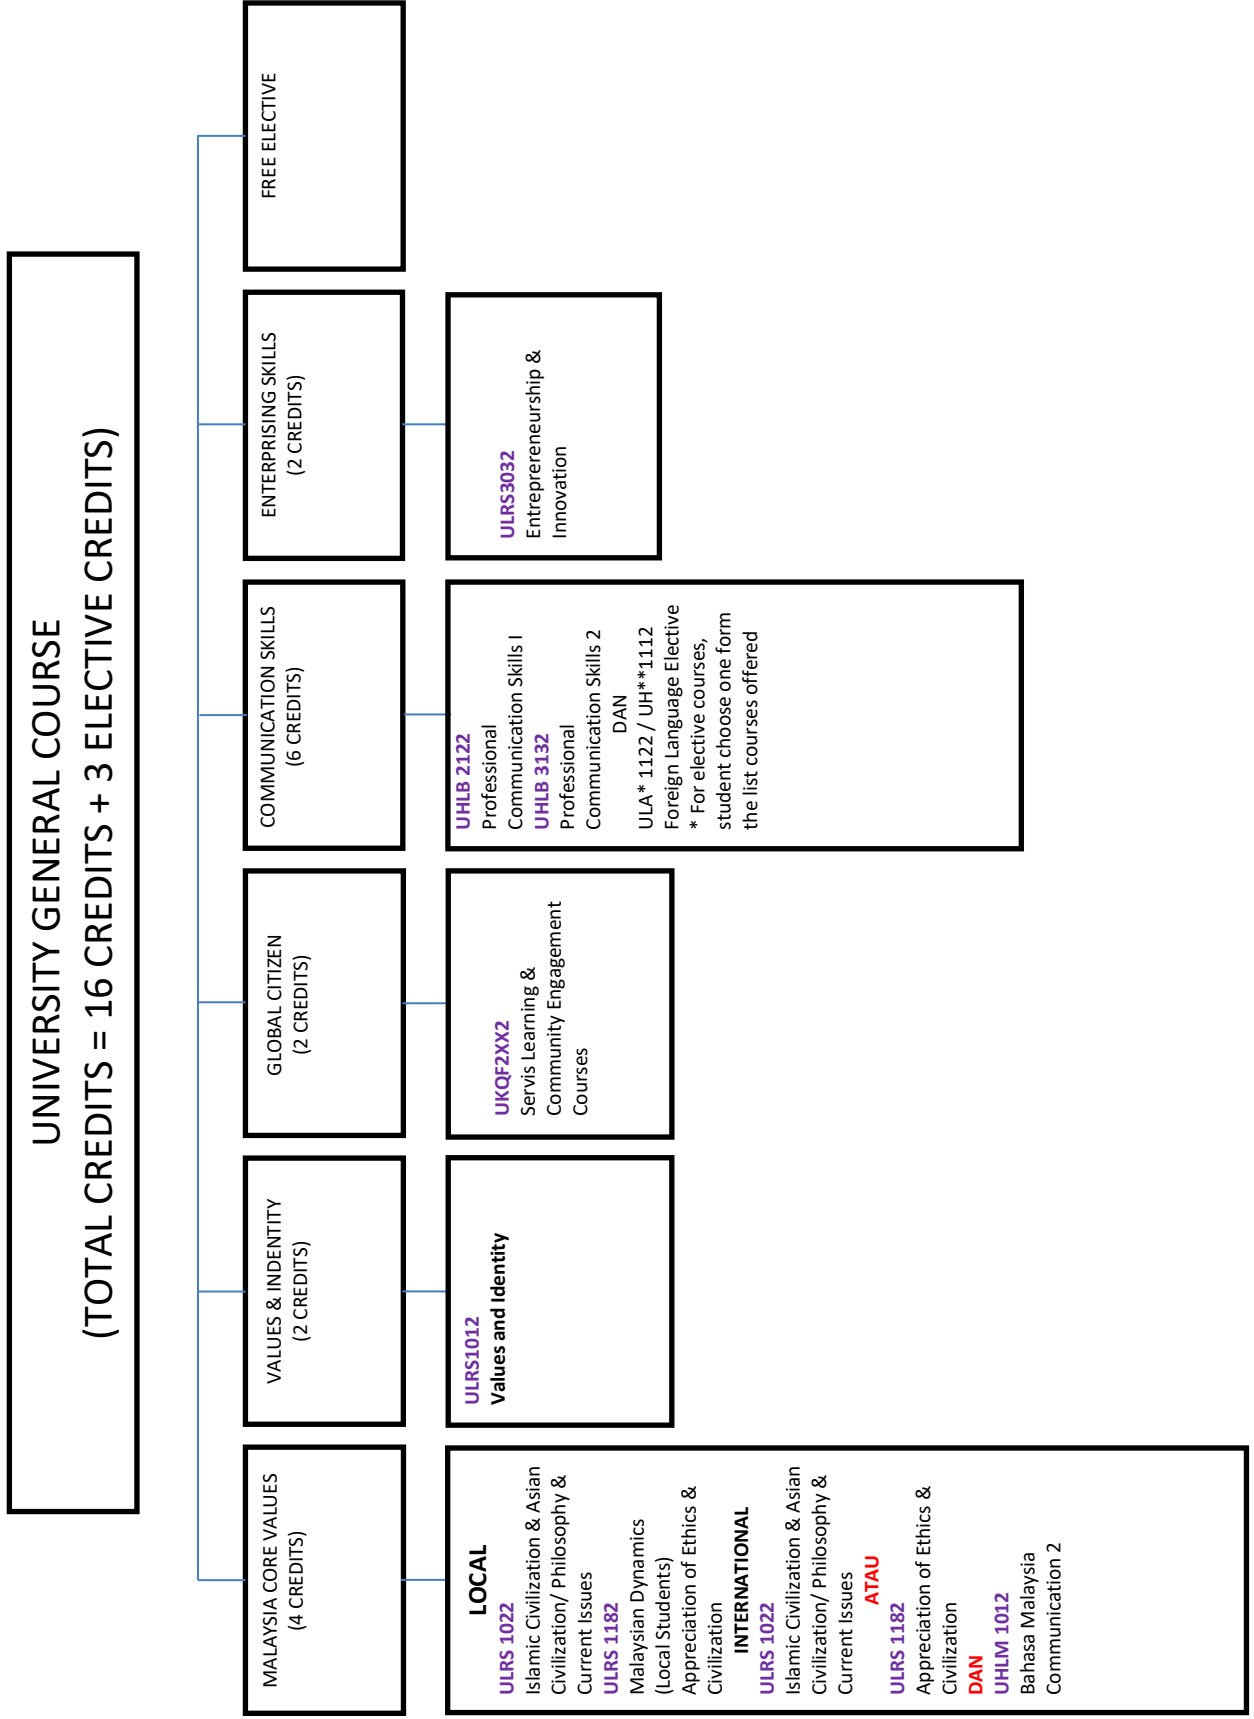 UNIVERSITY GENERAL COURSE
(TOTAL CREDITS = 16 CREDITS + 3 ELECTIVE CREDITS)
MALAYSIA CORE VALUES
(4 CREDITS)
LOCAL
ULRS 1022
Islamic Civilization & Asian
Civilization/ Philosophy &
Current Issues
ULRS 1182
Malaysian Dynamics
(Local Students)
Appreciation of Ethics &
Civilization
INTERNATIONAL
ULRS 1022
Islamic Civilization & Asian
Civilization/ Philosophy &
Current Issues
ATAU
ULRS 1182
Appreciation of Ethics &
Civilization
DAN
UHLM 1012
Bahasa Malaysia
Communication 2
VALUES & INDENTITY
(2 CREDITS)
ULRS1012
Values and Identity
GLOBAL CITIZEN
(2 CREDITS)
UKQF2XX2
Servis Learning &
Community Engagement
Courses
COMMUNICATION SKILLS
(6 CREDITS)
UHLB 2122
Professional
Communication Skills I
UHLB 3132
Professional
Communication Skills 2
DAN
ULA* 1122 / UH**1112
Foreign Language Elective
* For elective courses,
student choose one form
the list courses offered
ENTERPRISING SKILLS
(2 CREDITS)
ULRS3032
Entreprereneurship &
Innovation
FREE ELECTIVE